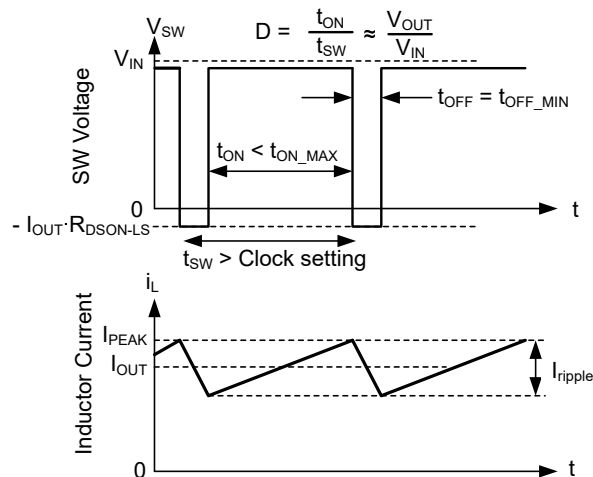 V_SW
D = t_ON / t_SW ≈ V_OUT / V_IN
V_IN
SW Voltage
t_OFF = t_OFF_MIN
t_ON < t_ON_MAX
0
t
- I_OUT·R_DSON-LS
t_SW > Clock setting
i_L
Inductor Current
I_PEAK
I_OUT
I_ripple
0
t